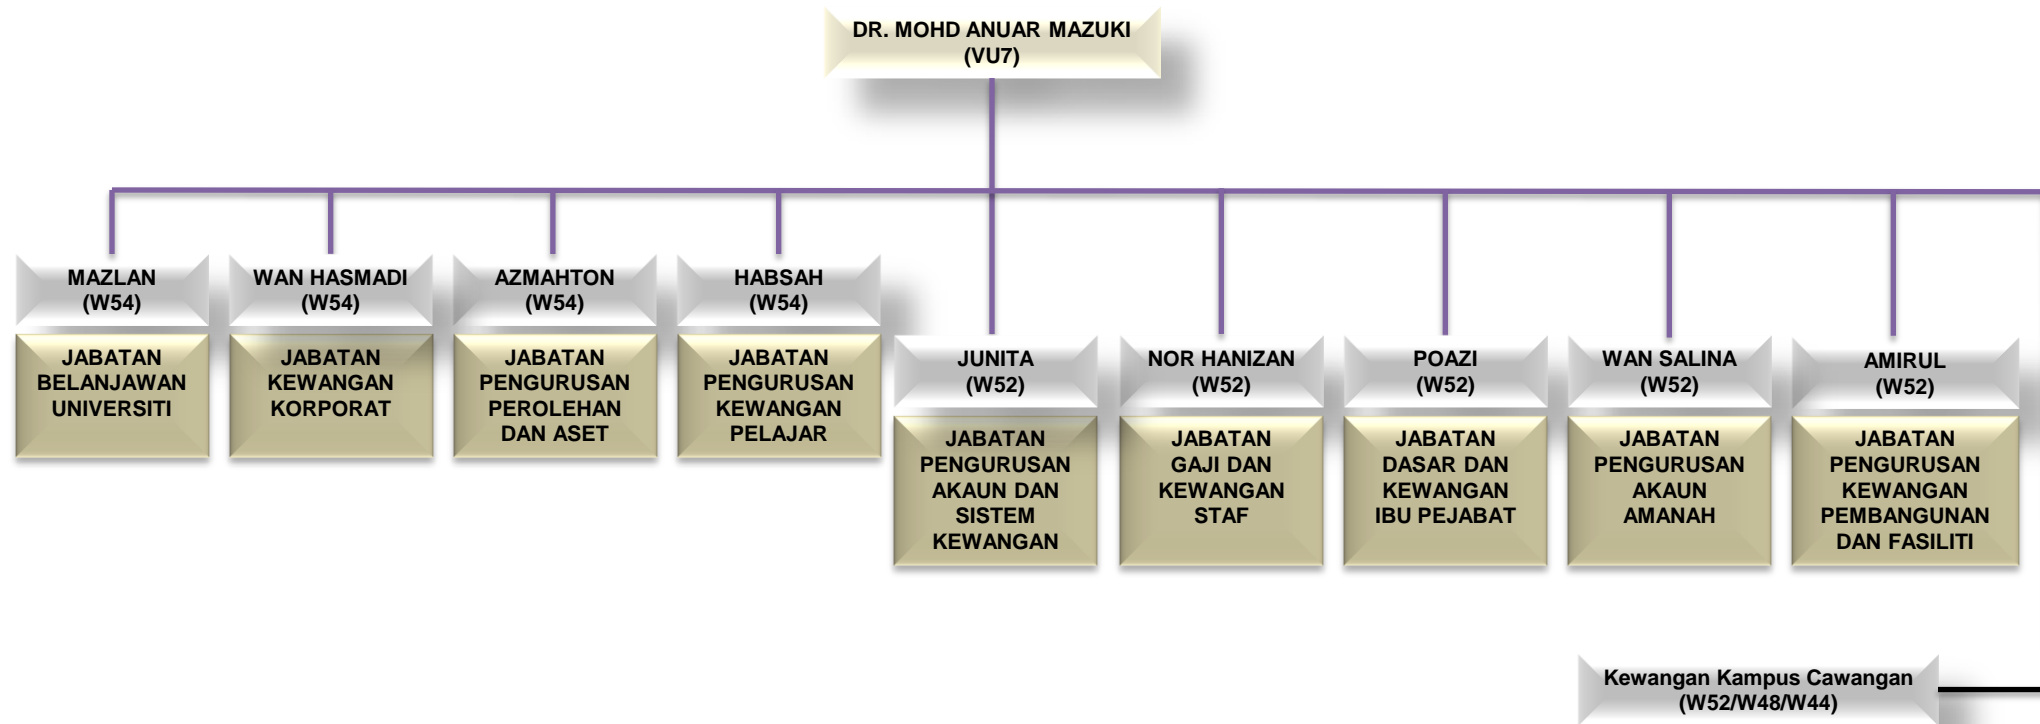 DR. MOHD ANUAR MAZUKI
(VU7)
MAZLAN
(W54)
JABATAN
BELANJAWAN
UNIVERSITI
WAN HASMADI
(W54)
JABATAN
KEWANGAN
KORPORAT
AZMAHTON
(W54)
JABATAN
PENGURUSAN
PEROLEHAN
DAN ASET
HABSAH
(W54)
JABATAN
PENGURUSAN
KEWANGAN
PELAJAR
JUNITA
(W52)
JABATAN
PENGURUSAN
AKAUN DAN
SISTEM
KEWANGAN
NOR HANIZAN
(W52)
JABATAN
GAJI DAN
KEWANGAN
STAF
POAZI
(W52)
JABATAN
DASAR DAN
KEWANGAN
IBU PEJABAT
WAN SALINA
(W52)
JABATAN
PENGURUSAN
AKAUN
AMANAH
AMIRUL
(W52)
JABATAN
PENGURUSAN
KEWANGAN
PEMBANGUNAN
DAN FASILITI
Kewangan Kampus Cawangan
(W52/W48/W44)